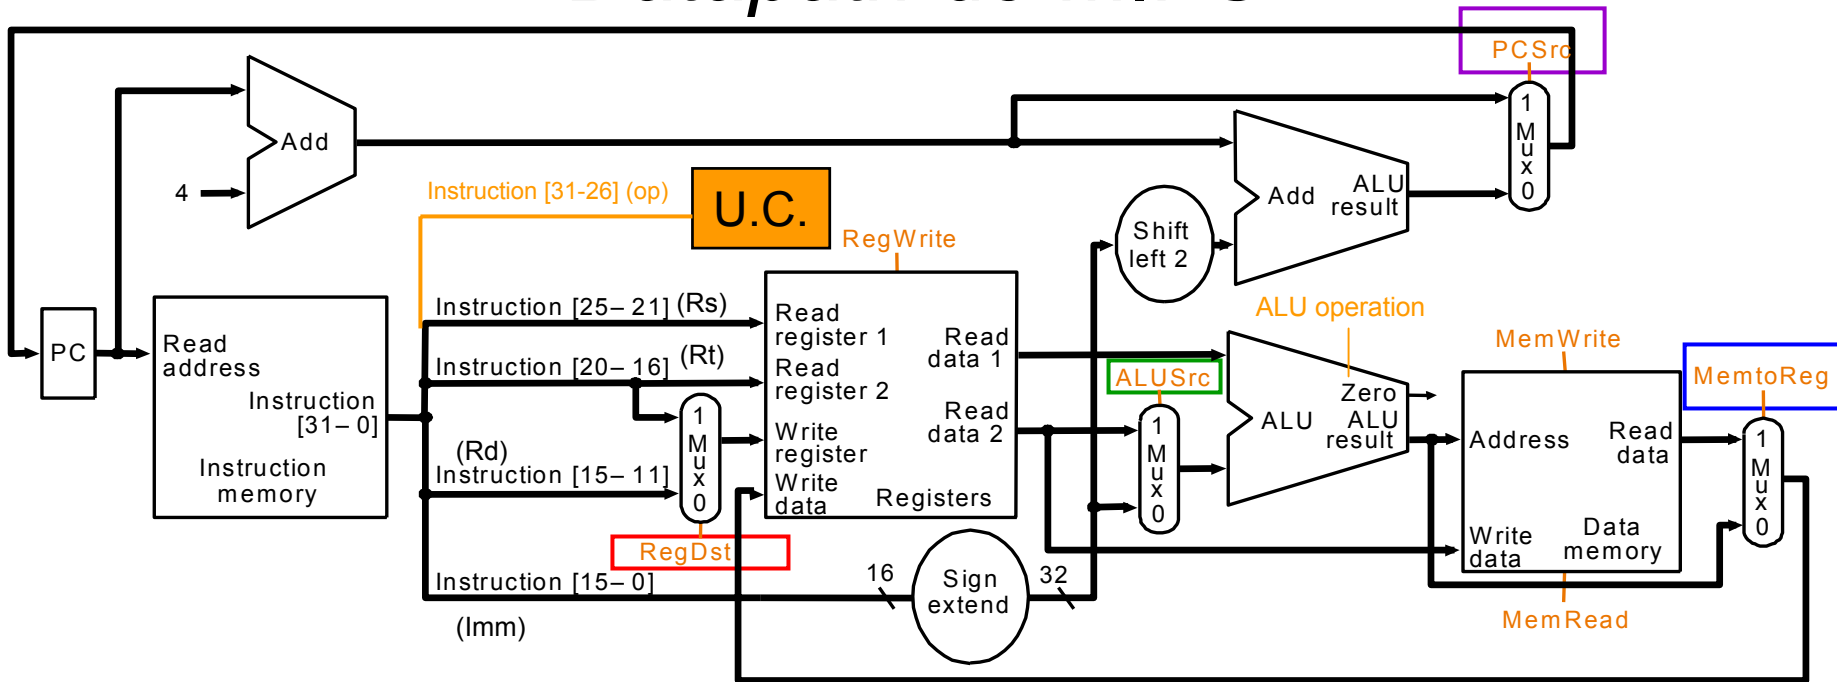 PCSrc
1
Mux
0
Add
4
Instruction [31-26] (op)
U.C.
Add
ALU
result
Shift
left 2
RegWrite
PC
Read
address
Instruction
[31–0]
Instruction
memory
Instruction [25–21] (Rs)
Instruction [20–16] (Rt)
(Rd)
Instruction [15–11]
1
Mux
0
RegDst
Instruction [15–0]
(Imm)
Read
register 1
Read
register 2
Write
register
Write
data
Read
data 1
Read
data 2
Registers
16
Sign
extend
32
ALUSrc
1
Mux
0
ALU operation
Zero
ALU
ALU
result
MemWrite
Address
Read
data
Write
data
Data
memory
MemRead
MemtoReg
1
Mux
0